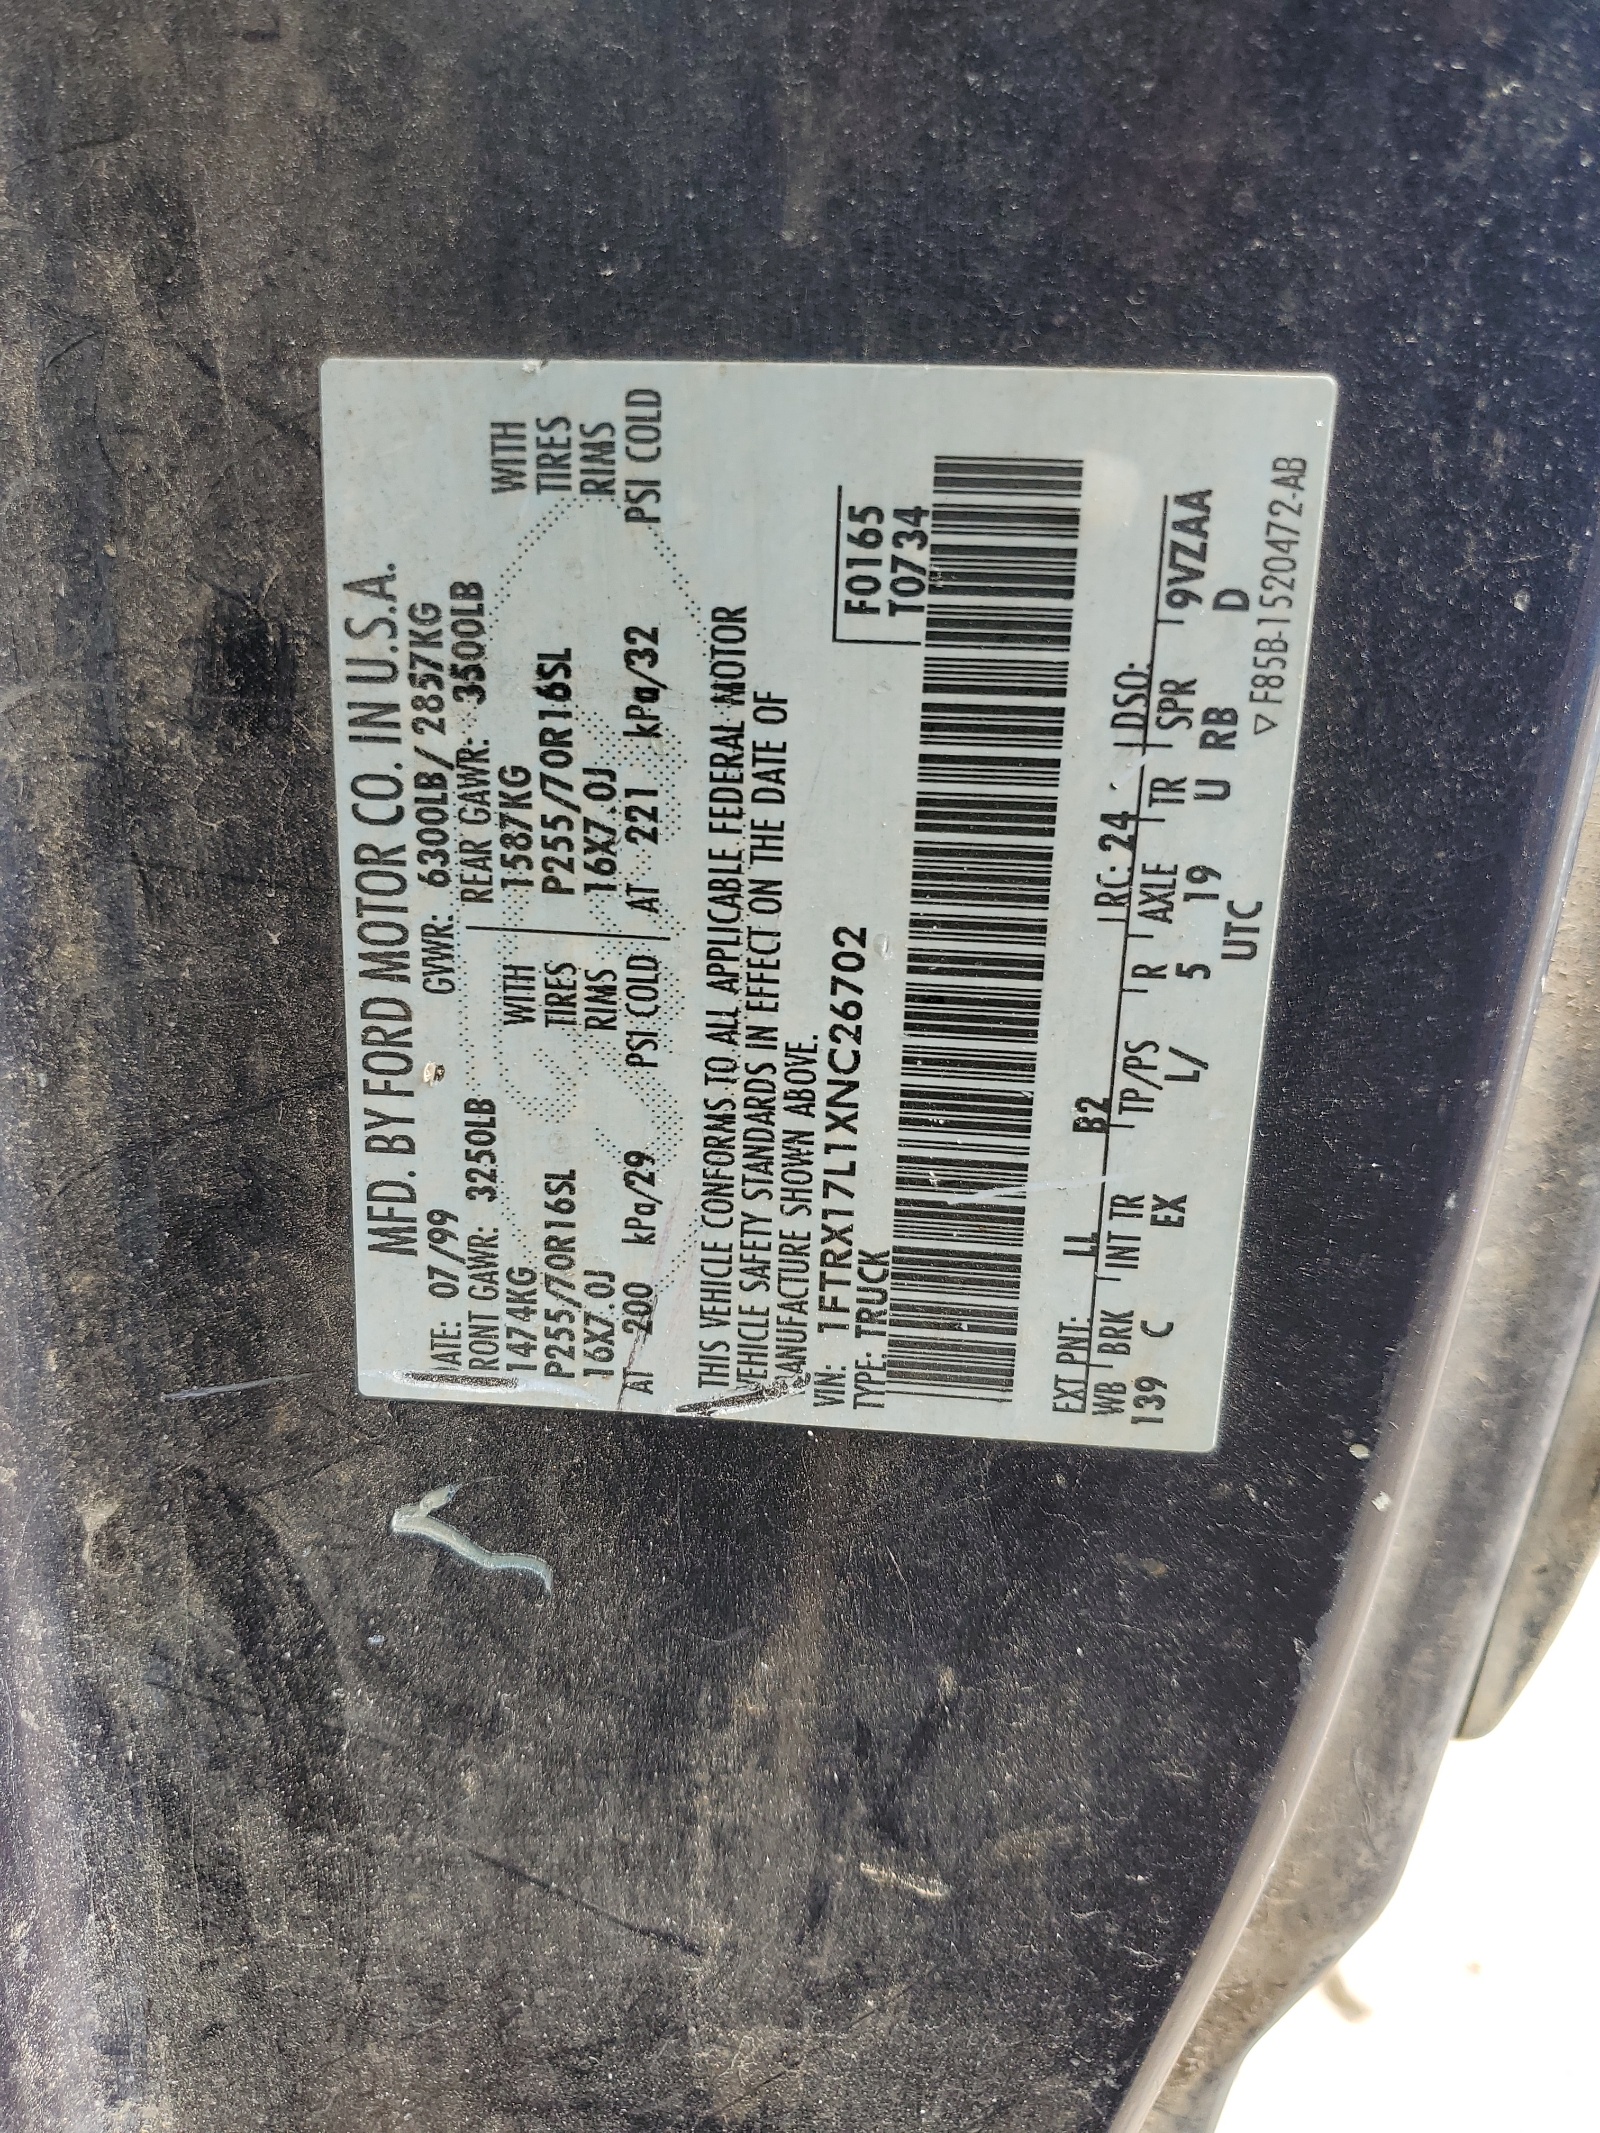 MFD. BY FORD MOTOR CO. IN U.S.A.
DATE: 07/99 GVWR: 6300LB/ 2857KG
FRONT GAWR: 3250LB REAR GAWR: 3500LB
1474KG WITH 1587KG WITH
P255/70R16SL TIRES P255/70R16SL TIRES
16X7.0J RIMS 16X7.0J RIMS
AT 200 kPa/29 PSI COLD AT 221 kPa/32 PSI COLD
THIS VEHICLE CONFORMS TO ALL APPLICABLE FEDERAL MOTOR
VEHICLE SAFETY STANDARDS IN EFFECT ON THE DATE OF
MANUFACTURE SHOWN ABOVE.
VIN: 1FTRX17L1XNC26702 F0165
TYPE: TRUCK T0734
EXT PNT: LL B2 RC: 24 DSO:
WB BRK INT TR TP/PS R AXLE TR SPR 9VZAA
139 C EX L/ 5 19 U RB D
UTC
▽ F85B-1520472-AB